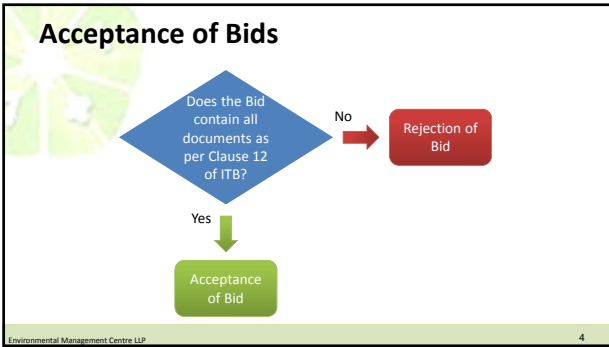 Acceptance of Bids
Does the Bid
contain all
documents as
per Clause 12
of ITB?
No
Rejection of
Bid
Yes
Acceptance
of Bid
Environmental Management Centre LLP
4